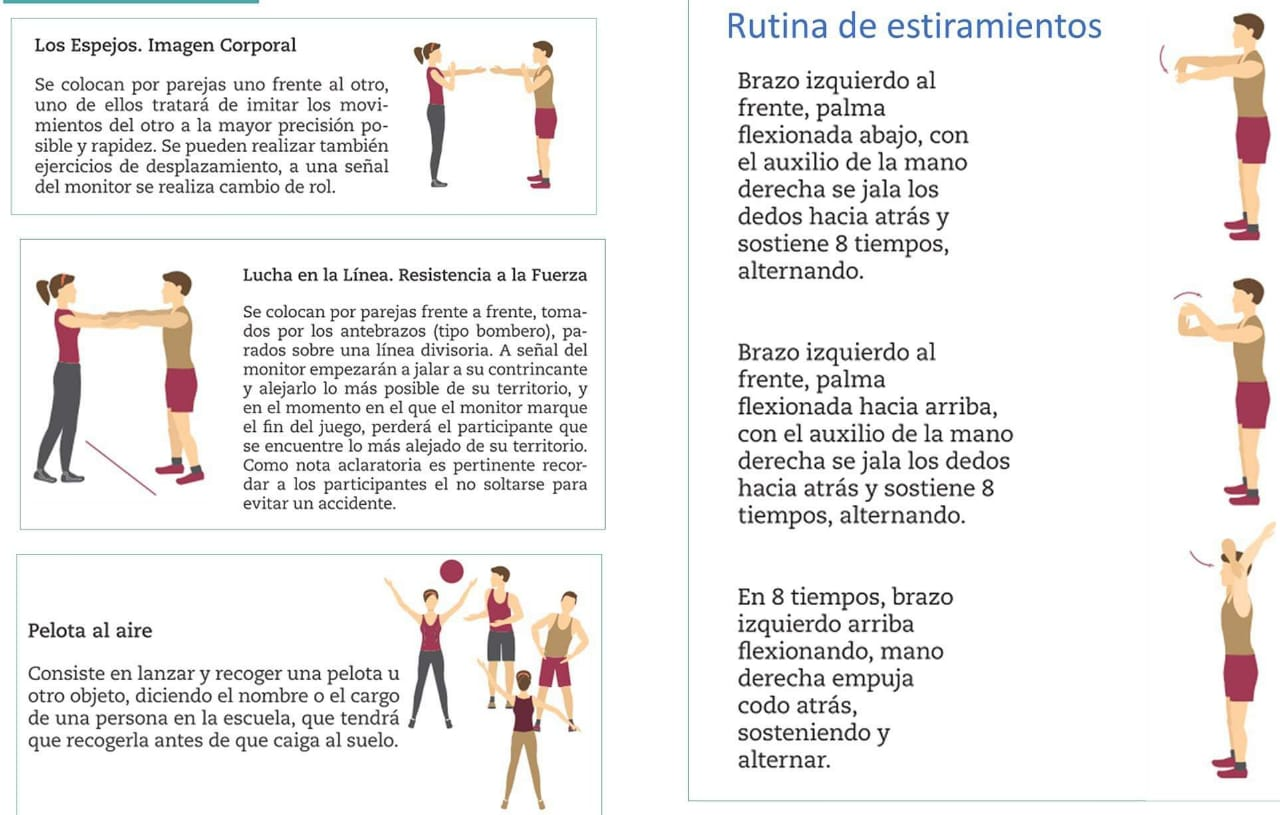 Los Espejos. Imagen Corporal
Se colocan por parejas uno frente al otro,
uno de ellos tratará de imitar los movi-
mientos del otro a la mayor precisión po-
sible y rapidez. Se pueden realizar también
ejercicios de desplazamiento, a una señal
del monitor se realiza cambio de rol.
Lucha en la Línea. Resistencia a la Fuerza
Se colocan por parejas frente a frente, toma-
dos por los antebrazos (tipo bombero), pa-
rados sobre una línea divisoria. A señal del
monitor empezarán a jalar a su contrincante
y alejarlo lo más posible de su territorio, y
en el momento en el que el monitor marque
el fin del juego, perderá el participante que
se encuentre lo más alejado de su territorio.
Como nota aclaratoria es pertinente recor-
dar a los participantes el no soltarse para
evitar un accidente.
Pelota al aire
Consiste en lanzar y recoger una pelota u
otro objeto, diciendo el nombre o el cargo
de una persona en la escuela, que tendrá
que recogerla antes de que caiga al suelo.
Rutina de estiramientos
Brazo izquierdo al
frente, palma
flexionada abajo, con
el auxilio de la mano
derecha se jala los
dedos hacia atrás y
sostiene 8 tiempos,
alternando.
Brazo izquierdo al
frente, palma
flexionada hacia arriba,
con el auxilio de la mano
derecha se jala los dedos
hacia atrás y sostiene 8
tiempos, alternando.
En 8 tiempos, brazo
izquierdo arriba
flexionando, mano
derecha empuja
codo atrás,
sosteniendo y
alternar.